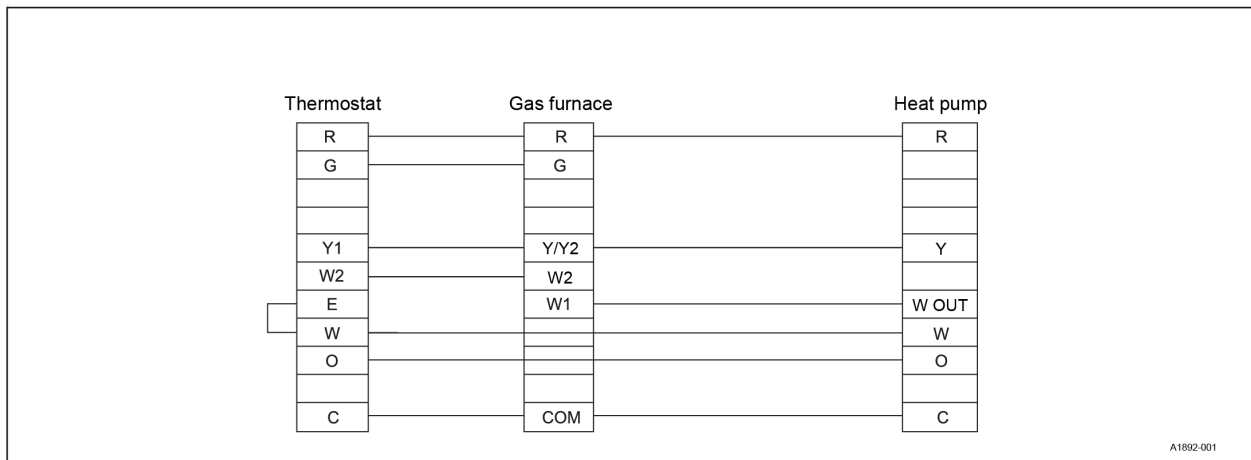 Thermostat Gas furnace Heat pump
R R R
G G
Y1 Y/Y2 Y
W2 W2
E W1 W OUT
W W
O O
C COM C
A1892-001